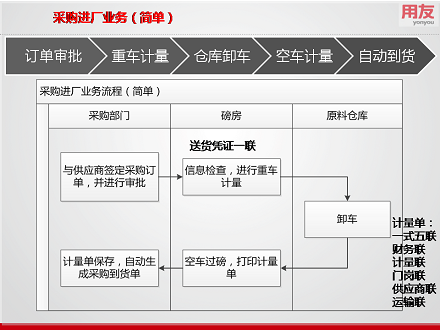 采购进厂业务（简单）
用友
yonyou
订单审批
重车计量
仓库卸车
空车计量
自动到货
采购进厂业务流程（简单）
采购部门
磅房
原料仓库
送货凭证一联
与供应商签定采购订
单，并进行审批
信息检查，进行重车
计量
卸车
计量单保存，自动生
成采购到货单
空车过磅，打印计量
单
计量单：
一式五联
财务联
计量联
门岗联
供应商联
运输联